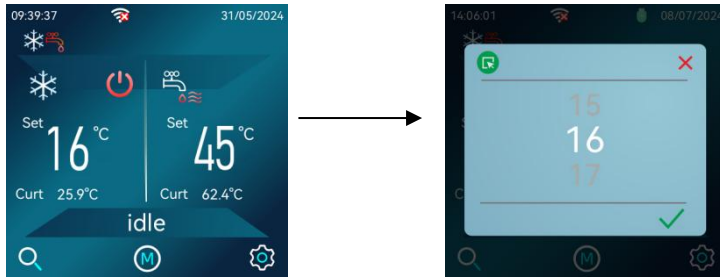 09:39:37 31/05/2024
Set 16 °C Set 45 °C
Curt 25.9°C Curt 62.4°C
idle
M
14:06:01 08/07/2024
15
16
17
M